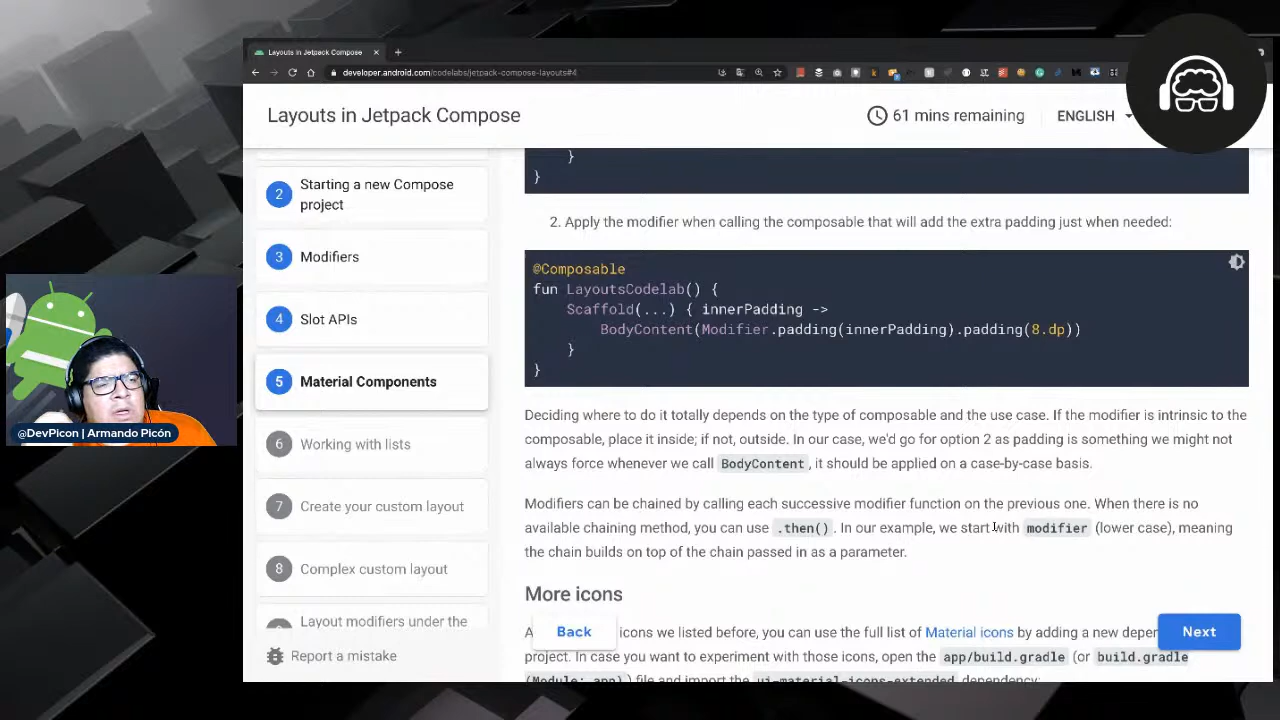 Layouts in Jetpack Compose
developer.android.com/codelabs/jetpack-compose-layouts#4
Layouts in Jetpack Compose
61 mins remaining
ENGLISH
2 Starting a new Compose
project
3 Modifiers
4 Slot APIs
5 Material Components
6 Working with lists
7 Create your custom layout
8 Complex custom layout
Layout modifiers under the
Report a mistake
}
}
2. Apply the modifier when calling the composable that will add the extra padding just when needed:
@Composable
fun LayoutsCodelab() {
Scaffold(...) { innerPadding ->
BodyContent(Modifier.padding(innerPadding).padding(8.dp))
}
}
Deciding where to do it totally depends on the type of composable and the use case. If the modifier is intrinsic to the
composable, place it inside; if not, outside. In our case, we'd go for option 2 as padding is something we might not
always force whenever we call BodyContent, it should be applied on a case-by-case basis.
Modifiers can be chained by calling each successive modifier function on the previous one. When there is no
available chaining method, you can use .then(). In our example, we start with modifier (lower case), meaning
the chain builds on top of the chain passed in as a parameter.
More icons
icons we listed before, you can use the full list of Material icons by adding a new
project. In case you want to experiment with those icons, open the app/build.gradle (or build.gradle
(Module: app)) file and import the ui-material-icons-extended dependency:
Back
Next
@DevPicon | Armando Picón